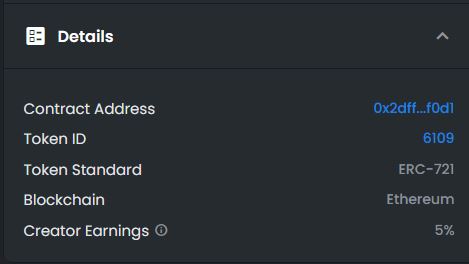 Details
Contract Address 0x2dff...f0d1
Token ID 6109
Token Standard ERC-721
Blockchain Ethereum
Creator Earnings 5%